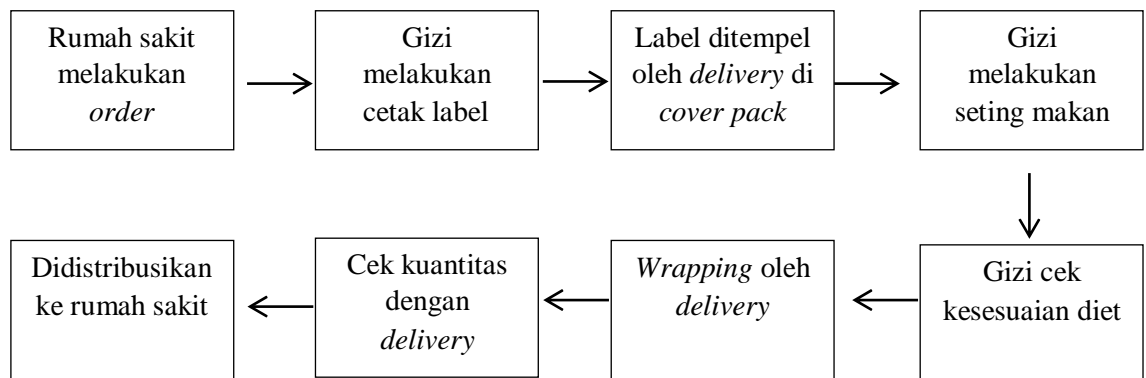 Rumah sakit
melakukan
order
Gizi
melakukan
cetak label
Label ditempel
oleh delivery di
cover pack
Gizi
melakukan
seting makan
Gizi cek
kesesuaian diet
Wrapping oleh
delivery
Cek kuantitas
dengan
delivery
Didistribusikan
ke rumah sakit